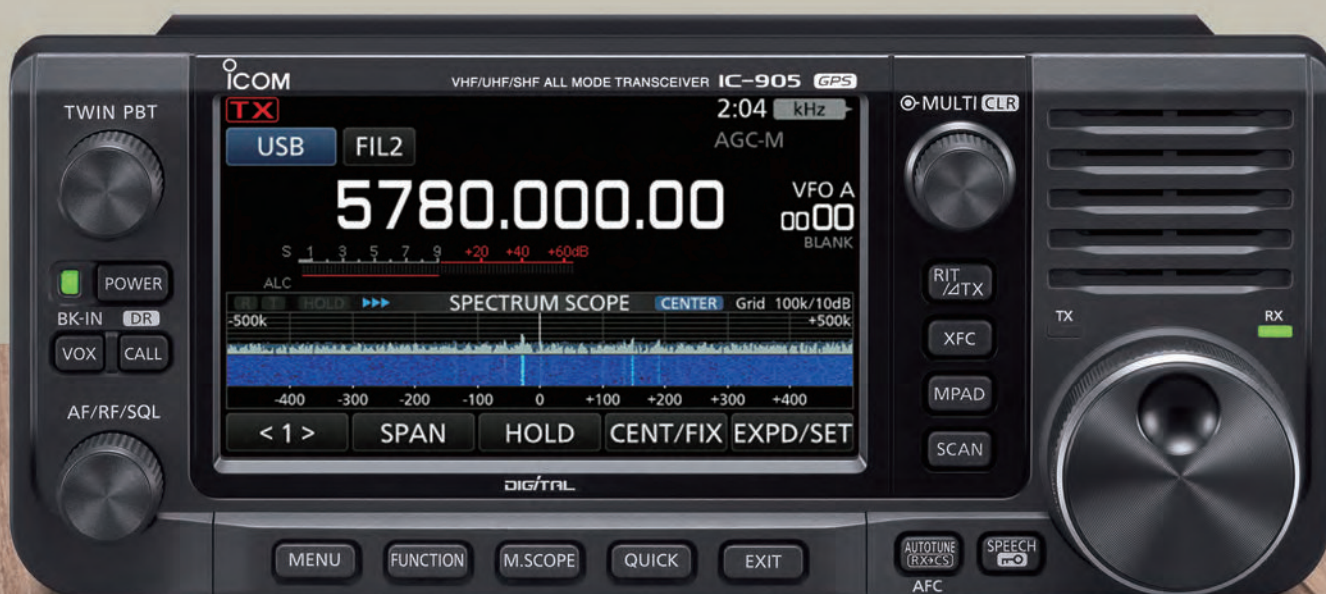 ICOM
VHF/UHF/SHF ALL MODE TRANSCEIVER IC-905 GPS
TWIN PBT
MULTI CLR
TX
2:04 kHz
USB FIL2
AGC-M
5780.000.00
VFO A
0000
BLANK
S 1 3 5 7 9 +20 +40 +60dB
ALC
POWER
BK-IN DR
VOX CALL
AF/RF/SQL
R T HOLD SPECTRUM SCOPE CENTER Grid 100k/10dB
-500k +500k
-400 -300 -200 -100 0 +100 +200 +300 +400
<1> SPAN HOLD CENT/FIX EXPD/SET
DIGITAL
RIT
/⊿TX
XFC
MPAD
SCAN
TX RX
MENU FUNCTION M.SCOPE QUICK EXIT
AUTOTUNE
RX→CS
AFC
SPEECH